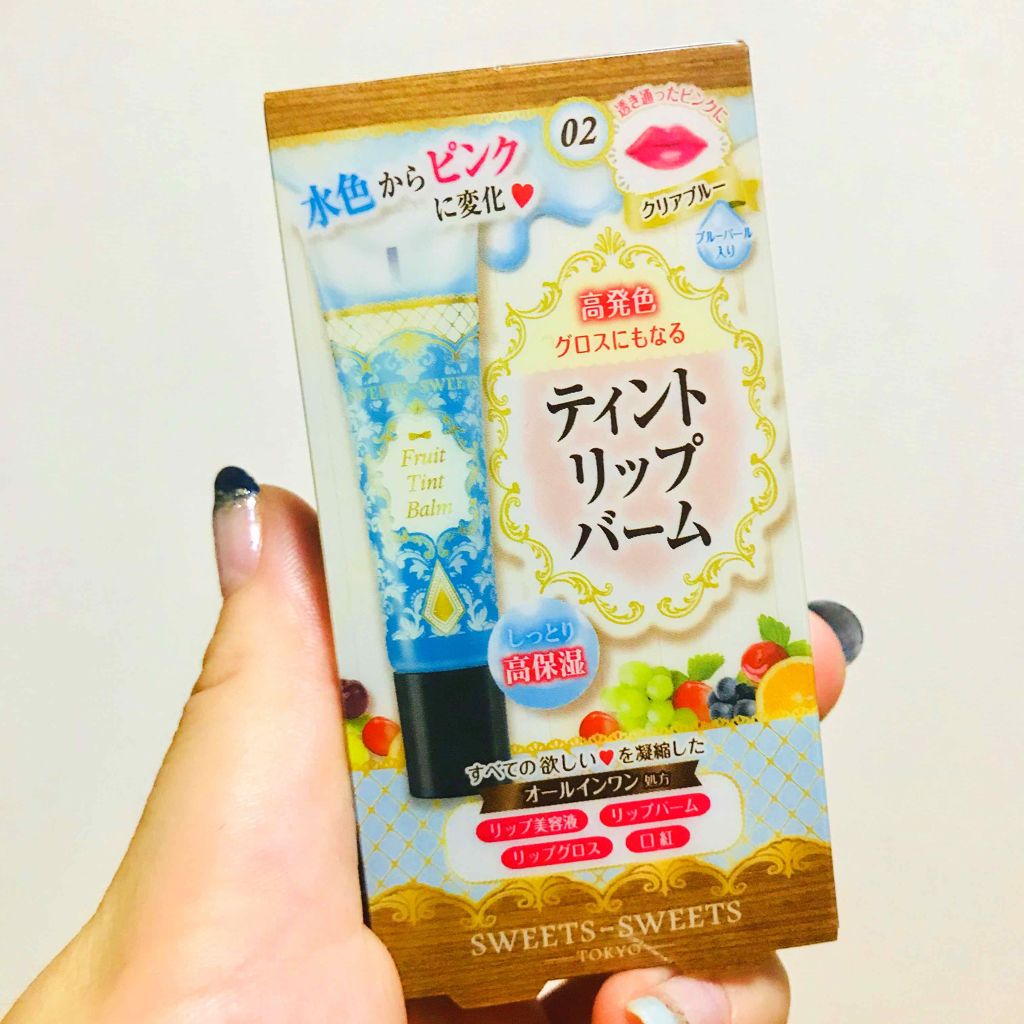 水色からピンク
に変化♥
02
透き通ったピンクに
クリアブルー
ブルーパール
入り
高発色
グロスにもなる
ティント
リップ
バーム
SWEETS-SWEETS
Fruit
Tint
Balm
しっとり
高保湿
すべての欲しい♥を凝縮した
オールインワン処方
リップ美容液
リップバーム
リップグロス
口紅
SWEETS-SWEETS
TOKYO